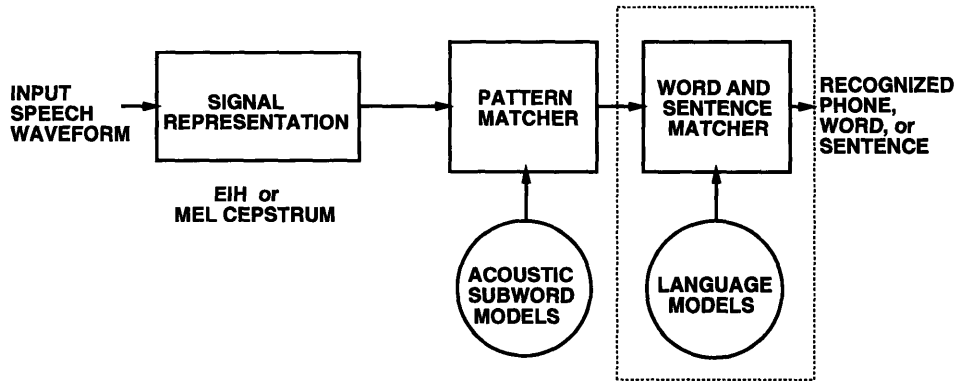 INPUT
SPEECH
WAVEFORM
SIGNAL
REPRESENTATION
EIH or
MEL CEPSTRUM
PATTERN
MATCHER
ACOUSTIC
SUBWORD
MODELS
WORD AND
SENTENCE
MATCHER
LANGUAGE
MODELS
RECOGNIZED
PHONE,
WORD, or
SENTENCE